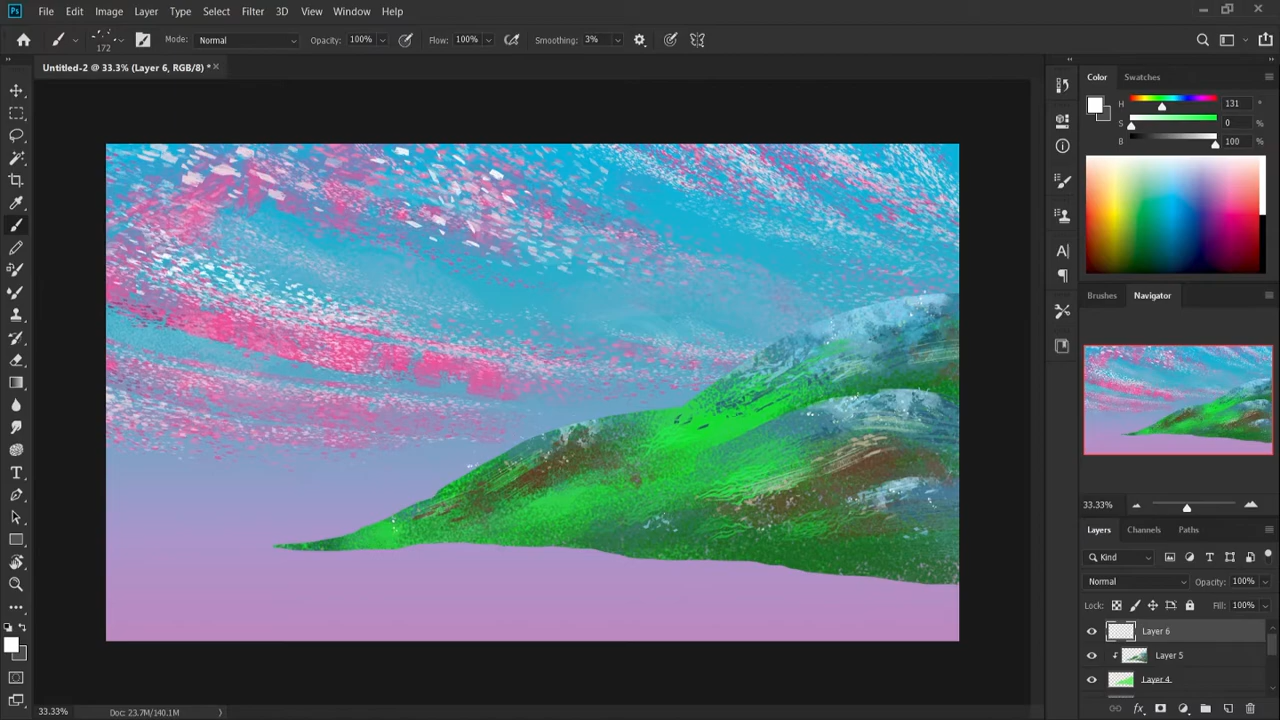 Ps File Edit Image Layer Type Select Filter 3D View Window Help
172 Mode: Normal Opacity: 100% Flow: 100% Smoothing: 3%
Untitled-2 @ 33.3% (Layer 6, RGB/8) * ×
Color Swatches
H 131 °
S 0 %
B 100 %
Brushes Navigator
33.33%
Layers Channels Paths
Kind
Normal Opacity: 100%
Lock: Fill: 100%
Layer 6
Layer 5
Layer 4
fx
33.33% Doc: 23.7M/140.1M